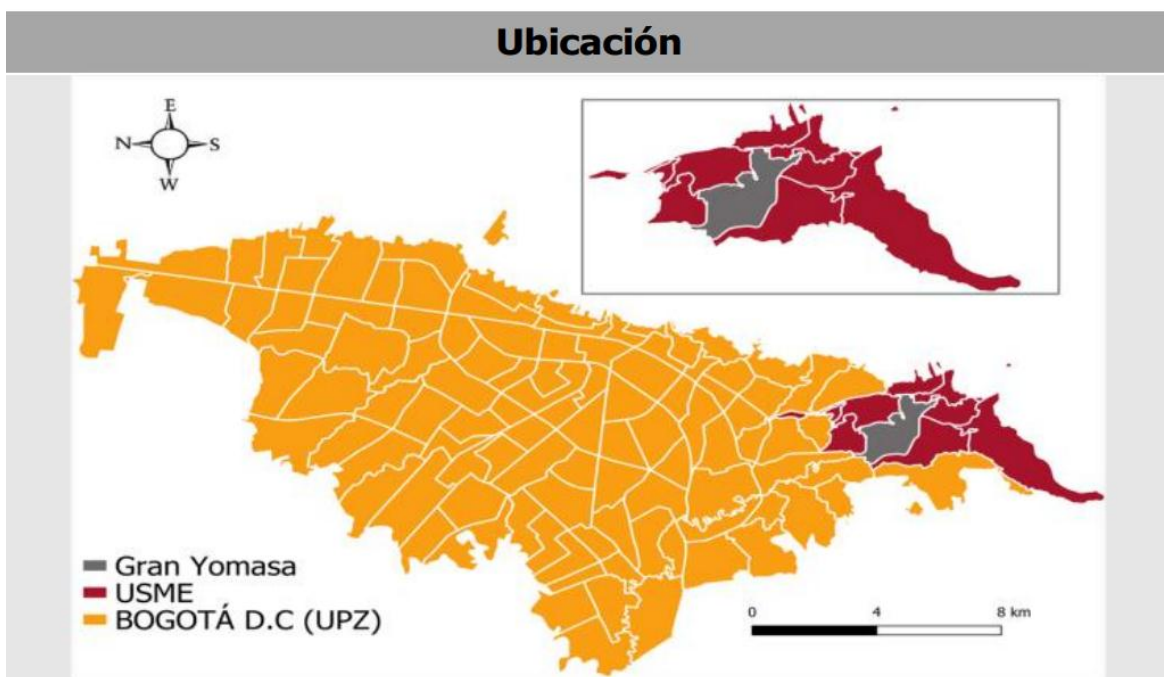 Ubicación
E
N S
W
Gran Yomasa
USME
BOGOTÁ D.C (UPZ)
0 4 8 km